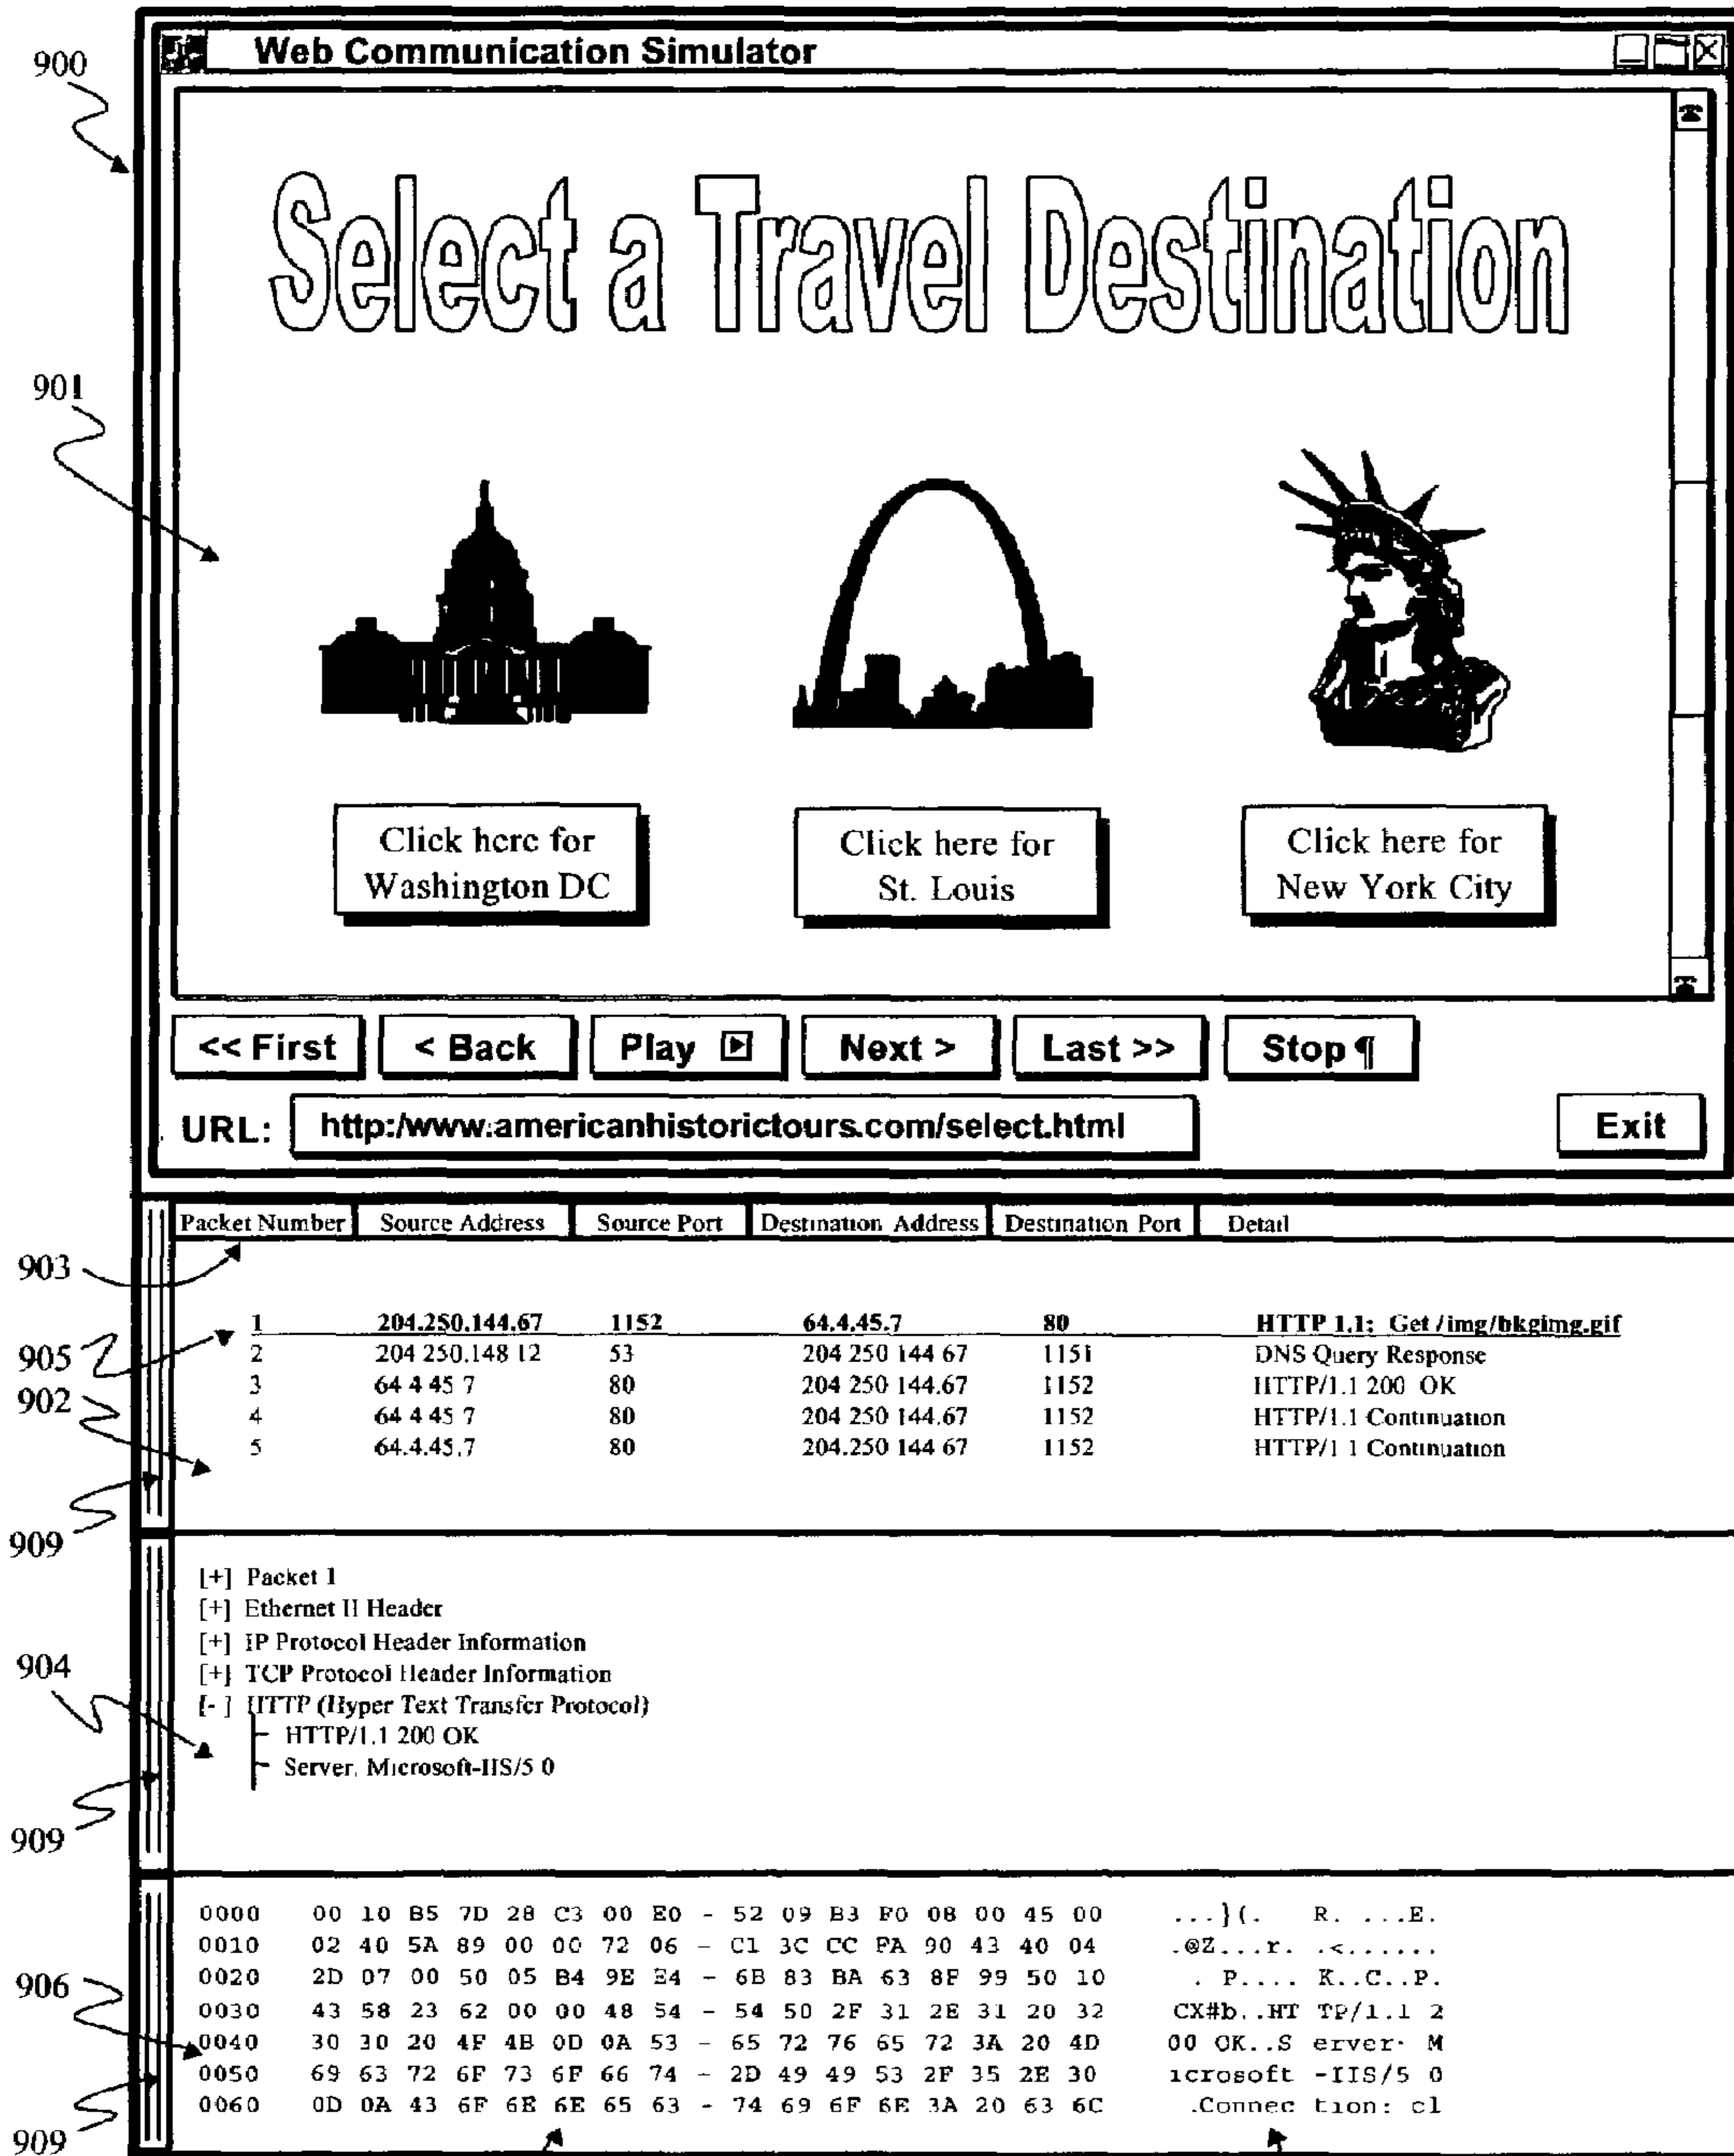 900
Web Communication Simulator
Select a Travel Destination
901
Click here for
Washington DC
Click here for
St. Louis
Click here for
New York City
<< First
< Back
Play
Next >
Last >>
Stop ¶
URL:
http:/www.americanhistorictours.com/select.html
Exit
Packet Number Source Address Source Port Destination Address Destination Port Detail
903
1 204.250.144.67 1152 64.4.45.7 80 HTTP 1.1: Get /img/bkgimg.gif
905
2 204 250.148 12 53 204 250 144 67 1151 DNS Query Response
3 64 4 45 7 80 204 250 144.67 1152 HTTP/1.1 200 OK
902
4 64 4 45 7 80 204 250 144.67 1152 HTTP/1.1 Continuation
5 64.4.45.7 80 204.250 144 67 1152 HTTP/1 1 Continuation
909
[+] Packet 1
[+] Ethernet II Header
[+] IP Protocol Header Information
904
[+] TCP Protocol Header Information
[- ] HTTP (Hyper Text Transfer Protocol)
HTTP/1.1 200 OK
Server. Microsoft-IIS/5 0
909
0000 00 10 B5 7D 28 C3 00 E0 - 52 09 B3 F0 08 00 45 00 ...}(. R. ...E.
0010 02 40 5A 89 00 00 72 06 - C1 3C CC FA 90 43 40 04 .@Z...r. .<......
0020 2D 07 00 50 05 B4 9E E4 - 6B 83 BA 63 8F 99 50 10 . P.... K..C..P.
906
0030 43 58 23 62 00 00 48 54 - 54 50 2F 31 2E 31 20 32 CX#b..HT TP/1.1 2
0040 30 30 20 4F 4B 0D 0A 53 - 65 72 76 65 72 3A 20 4D 00 OK..S erver· M
0050 69 63 72 6F 73 6F 66 74 - 2D 49 49 53 2F 35 2E 30 icrosoft -IIS/5 0
0060 0D 0A 43 6F 6E 6E 65 63 - 74 69 6F 6E 3A 20 63 6C .Connec tion: cl
909